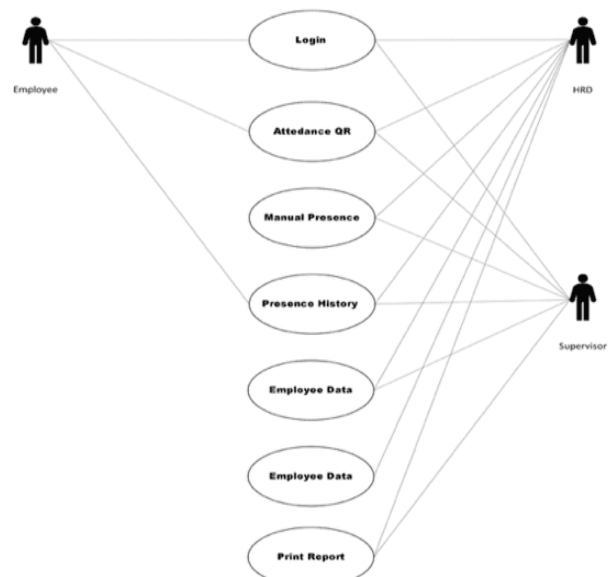 Login
Employee
HRD
Attedance QR
Manual Presence
Presence History
Supervisor
Employee Data
Employee Data
Print Report